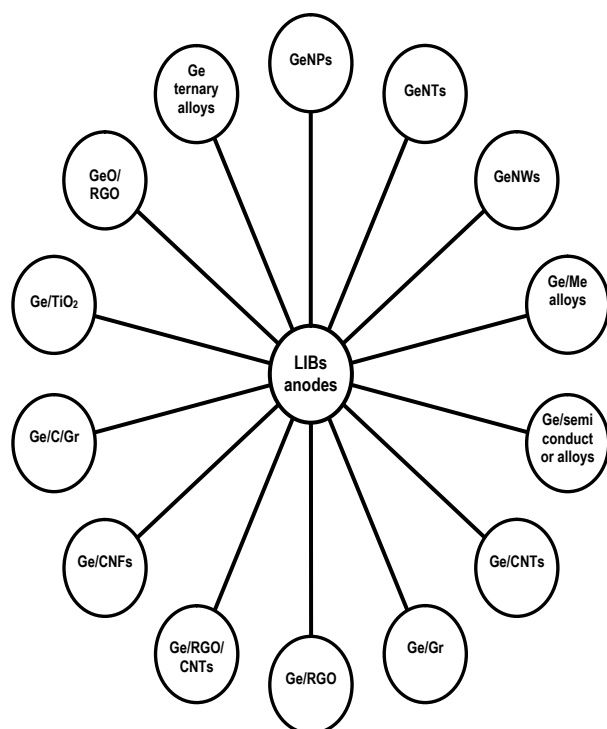 GeNPs
GeNTs
GeNWs
Ge/Me
alloys
Ge/semi
conduct
or alloys
Ge/CNTs
Ge/Gr
Ge/RGO
Ge/RGO/
CNTs
Ge/CNFs
Ge/C/Gr
Ge/TiO₂
GeO/
RGO
Ge
ternary
alloys
LIBs
anodes